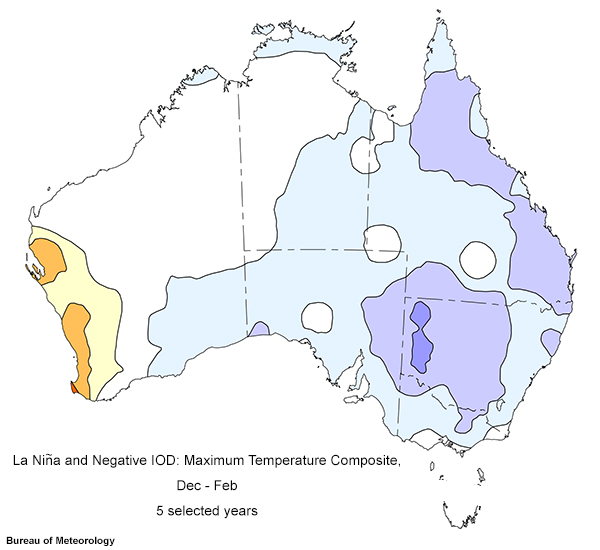 La Niña and Negative IOD: Maximum Temperature Composite,
Dec - Feb
5 selected years
Bureau of Meteorology